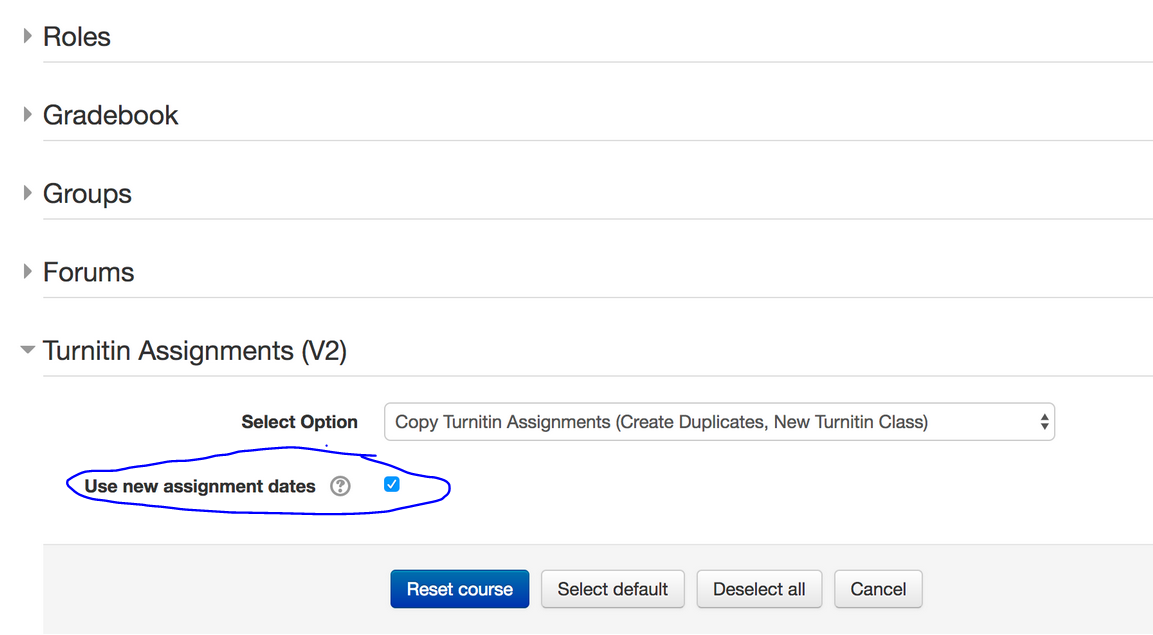 Roles
Gradebook
Groups
Forums
Turnitin Assignments (V2)
Select Option Copy Turnitin Assignments (Create Duplicates, New Turnitin Class)
Use new assignment dates ?
Reset course Select default Deselect all Cancel